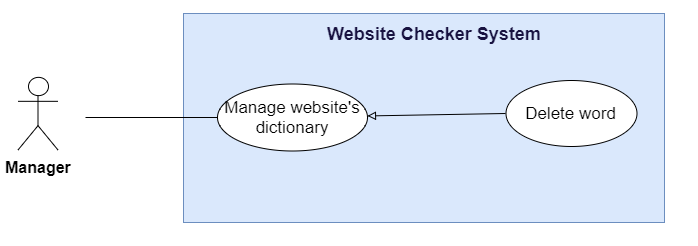 Website Checker System
Manage website's
dictionary
Delete word
Manager